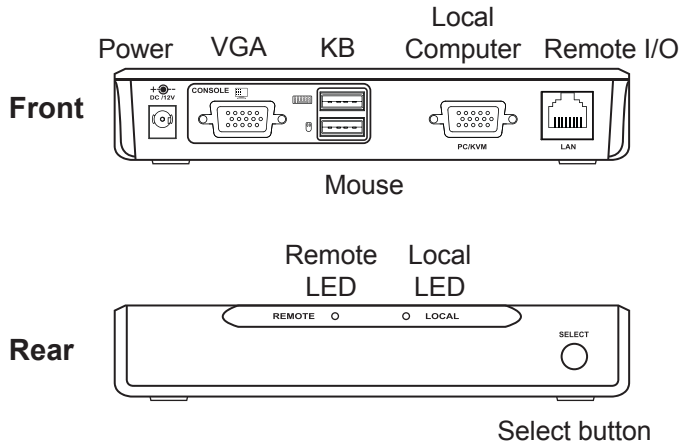 Local
Power VGA KB Computer Remote I/O
Front
DC /12V
CONSOLE
PC/KVM
LAN
Mouse
Remote Local
LED LED
REMOTE LOCAL
Rear
SELECT
Select button